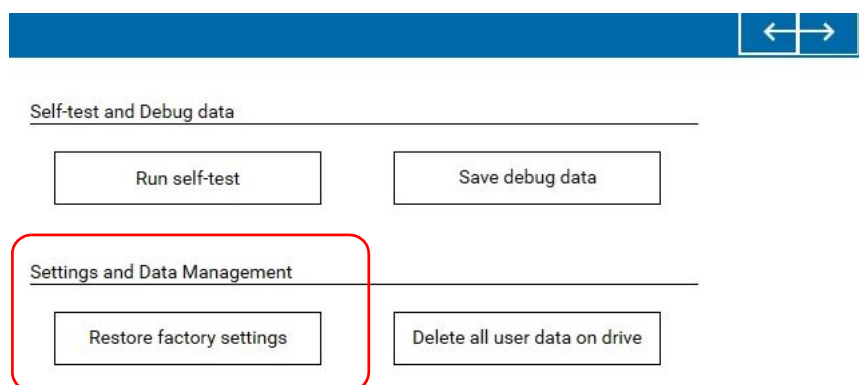 Self-test and Debug data
Run self-test
Save debug data
Settings and Data Management
Restore factory settings
Delete all user data on drive